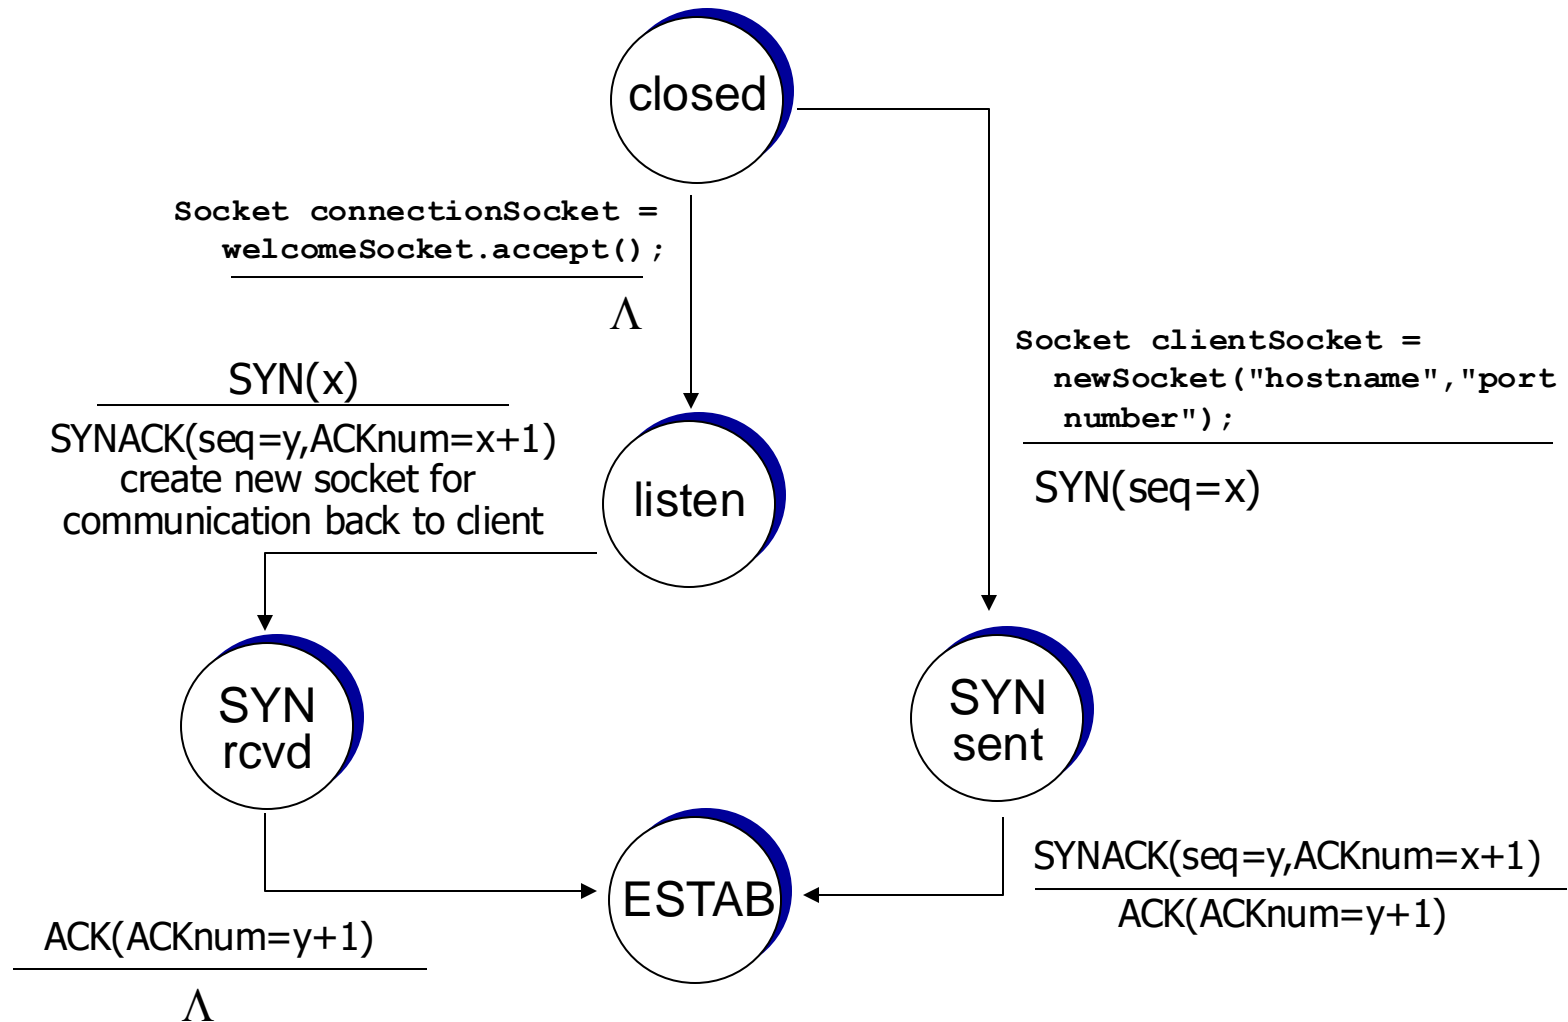 closed
Socket connectionSocket =
welcomeSocket.accept();
Λ
Socket clientSocket =
newSocket("hostname","port
number");
SYN(seq=x)
SYN(x)
SYNACK(seq=y,ACKnum=x+1)
create new socket for
communication back to client
listen
SYN
rcvd
SYN
sent
ESTAB
SYNACK(seq=y,ACKnum=x+1)
ACK(ACKnum=y+1)
ACK(ACKnum=y+1)
Λ